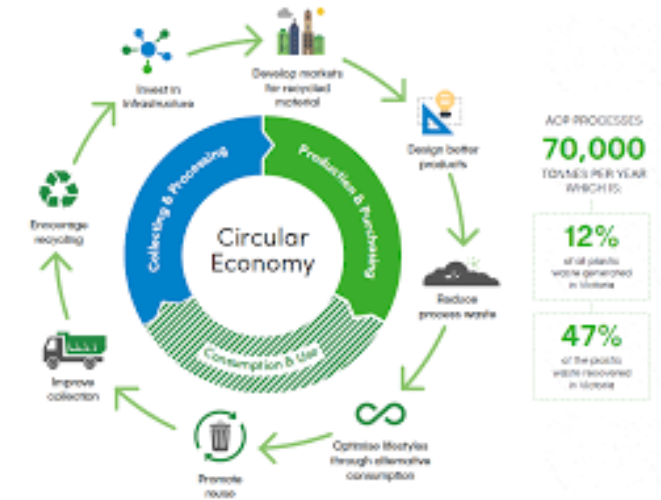 Invest in
Infrastructure
Develop markets
for recycled
material
Design better
products
Reduce
process waste
Optimise lifestyles
through alternative
consumption
Promote
reuse
Improve
collection
Encourage
recycling
Collecting & Processing
Production & Purchasing
Consumption & Use
Circular
Economy
PROCESSES
70,000
TONNES PER YEAR
WHICH IS:
12%
of all plastic
waste generated
in Victoria
47%
of the plastic
waste recovered
in Victoria